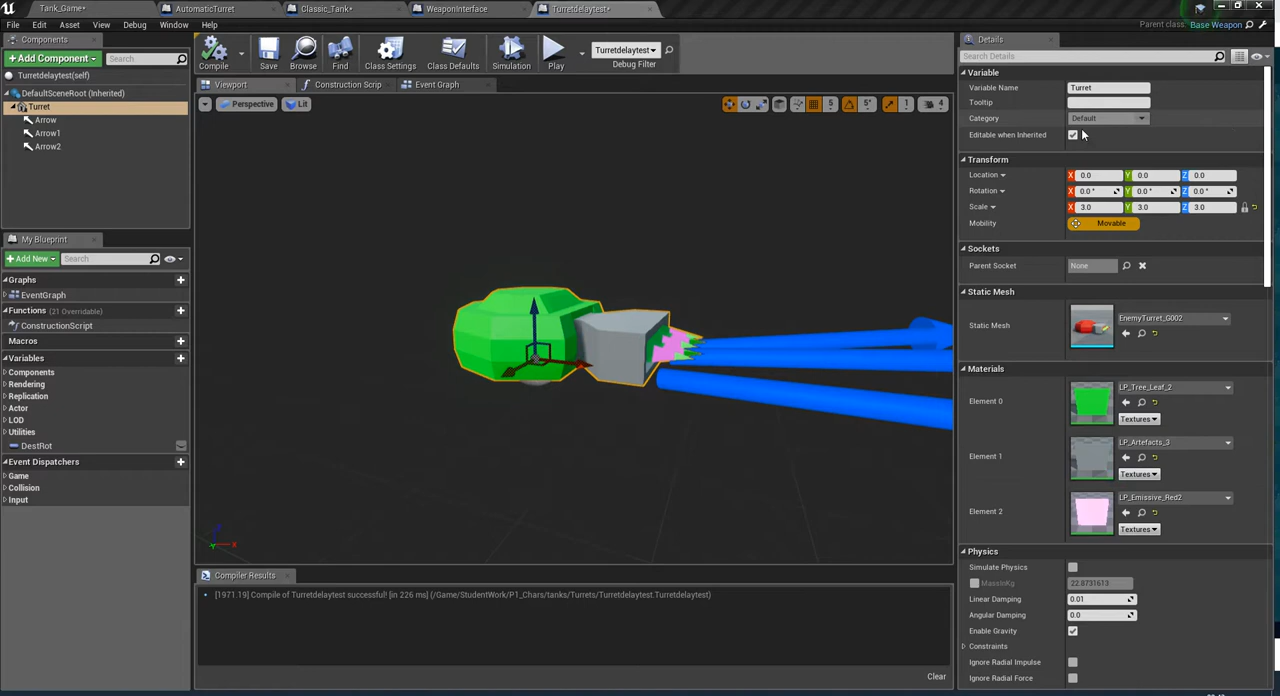 Tank_Game*
AutomaticTurret
Classic_Tank*
WeaponInterface
Turretdelaytest*
File Edit Asset View Debug Window Help
Parent class: Base Weapon
Components
+Add Component Search
Turretdelaytest(self)
DefaultSceneRoot (Inherited)
Turret
Arrow
Arrow1
Arrow2
My Blueprint
+Add New Search
Graphs
EventGraph
Functions (21 Overridable)
ConstructionScript
Macros
Variables
Components
Rendering
Replication
Actor
LOD
Utilities
DestRot
Event Dispatchers
Game
Collision
Input
Compile Save Browse Find Class Settings Class Defaults Simulation Play
Turretdelaytest
Debug Filter
Viewport Construction Scrip Event Graph
Perspective Lit
5 5° 1 4
Z Y X
Compiler Results
[1971.19] Compile of Turretdelaytest successful! [in 226 ms] (/Game/StudentWork/P1_Chars/tanks/Turrets/Turretdelaytest.Turretdelaytest)
Clear
Details
Search Details
Variable
Variable Name Turret
Tooltip
Category Default
Editable when Inherited
Transform
Location X 0.0 Y 0.0 Z 0.0
Rotation X 0.0 ° Y 0.0 ° Z 0.0 °
Scale X 3.0 Y 3.0 Z 3.0
Mobility Movable
Sockets
Parent Socket None
Static Mesh
Static Mesh EnemyTurret_G002
Materials
Element 0 LP_Tree_Leaf_2
Textures
Element 1 LP_Artefacts_3
Textures
Element 2 LP_Emissive_Red2
Textures
Physics
Simulate Physics
MassInKg 22.8731613
Linear Damping 0.01
Angular Damping 0.0
Enable Gravity
Constraints
Ignore Radial Impulse
Ignore Radial Force